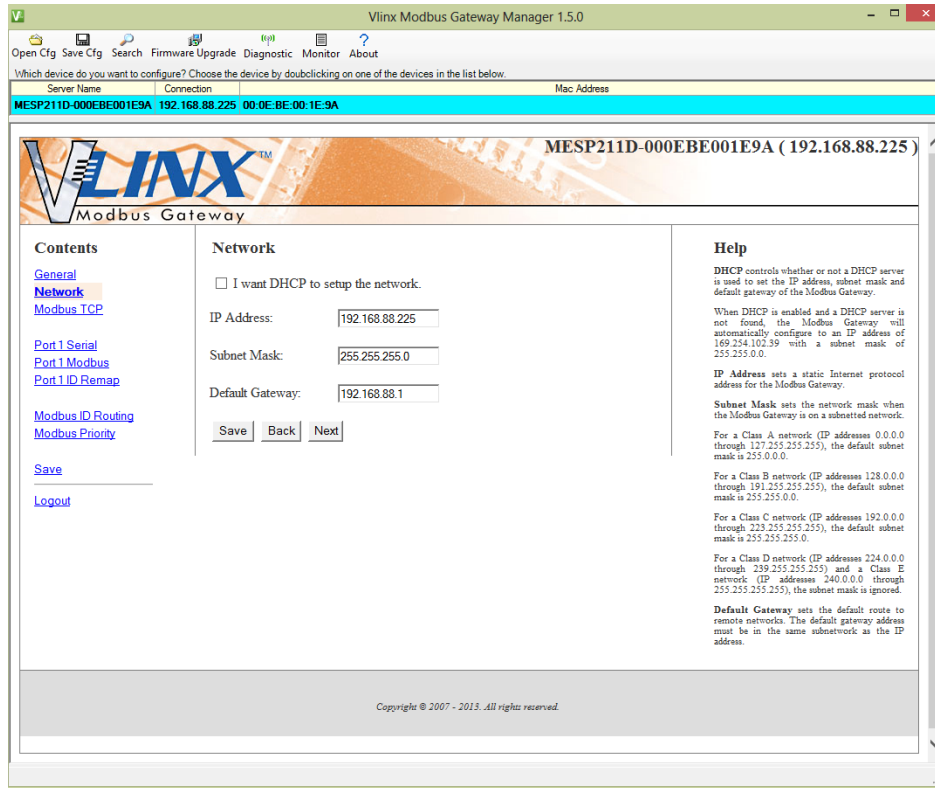 Vlinx Modbus Gateway Manager 1.5.0
Open Cfg Save Cfg Search Firmware Upgrade Diagnostic Monitor About
Which device do you want to configure? Choose the device by doubclicking on one of the devices in the list below.
Server Name Connection Mac Address
MESP211D-000EBE001E9A 192.168.88.225 00:0E:BE:00:1E:9A
MESP211D-000EBE001E9A ( 192.168.88.225 )
VLINX TM
Modbus Gateway
Contents
General
Network
Modbus TCP
Port 1 Serial
Port 1 Modbus
Port 1 ID Remap
Modbus ID Routing
Modbus Priority
Save
Logout
Network
I want DHCP to setup the network.
IP Address: 192.168.88.225
Subnet Mask: 255.255.255.0
Default Gateway: 192.168.88.1
Save Back Next
Help
DHCP controls whether or not a DHCP server
is used to set the IP address, subnet mask and
default gateway of the Modbus Gateway.
When DHCP is enabled and a DHCP server is
not found, the Modbus Gateway will
automatically configure to an IP address of
169.254.102.39 with a subnet mask of
255.255.0.0.
IP Address sets a static Internet protocol
address for the Modbus Gateway.
Subnet Mask sets the network mask when
the Modbus Gateway is on a subnetted network.
For a Class A network (IP addresses 0.0.0.0
through 127.255.255.255), the default subnet
mask is 255.0.0.0.
For a Class B network (IP addresses 128.0.0.0
through 191.255.255.255), the default subnet
mask is 255.255.0.0.
For a Class C network (IP addresses 192.0.0.0
through 223.255.255.255), the default subnet
mask is 255.255.255.0.
For a Class D network (IP addresses 224.0.0.0
through 239.255.255.255) and a Class E
network (IP addresses 240.0.0.0 through
255.255.255.255), the subnet mask is ignored.
Default Gateway sets the default route to
remote networks. The default gateway address
must be in the same subnetwork as the IP
address.
Copyright © 2007 - 2013. All rights reserved.